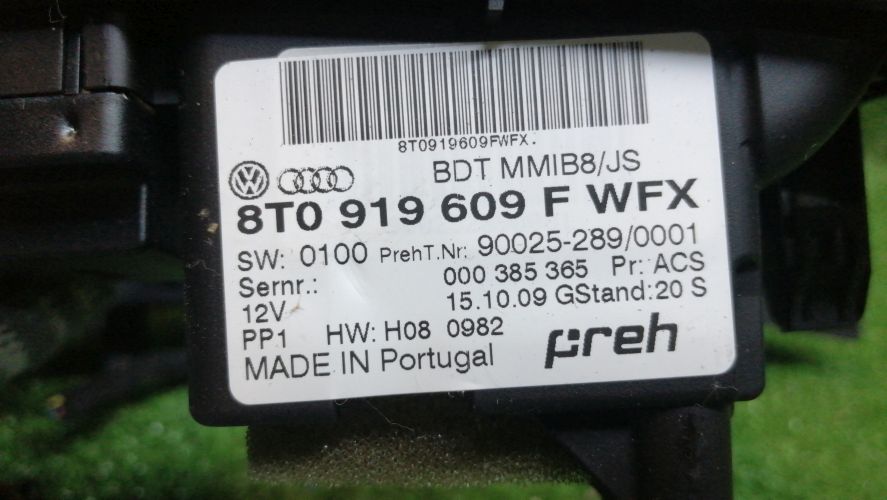 8T0919609FWFX.
BDT MMIB8/JS
8T0 919 609 F WFX
SW: 0100 PrehT.Nr: 90025-289/0001
Sernr.: 000 385 365 Pr: ACS
12V 15.10.09 GStand:20 S
PP1 HW: H08 0982
MADE IN Portugal preh